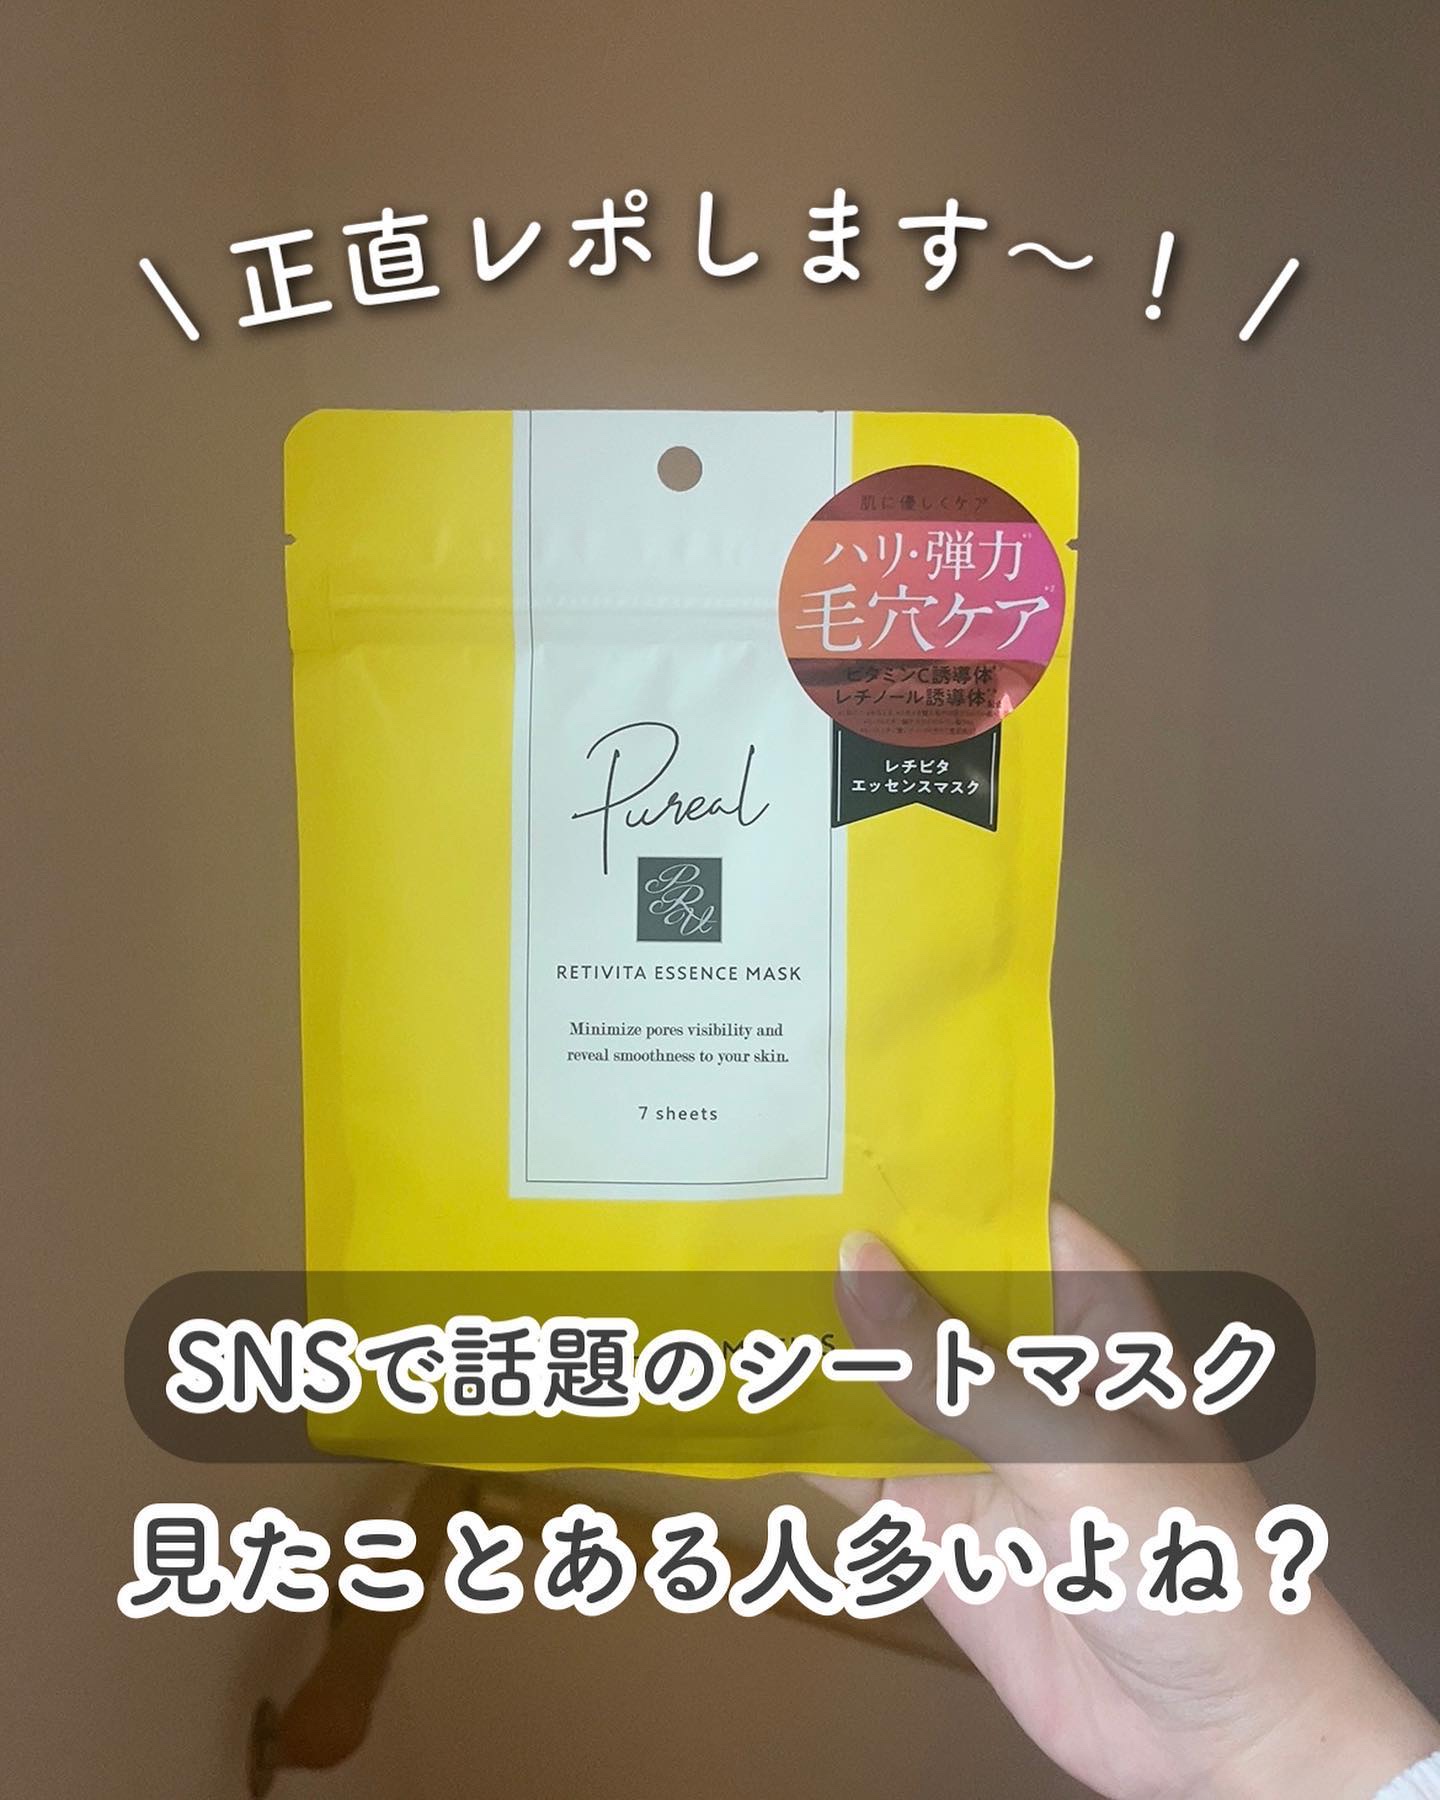 \ 正直レポします〜！ /
肌に優しくケア
ハリ・弾力※1
毛穴ケア※2
ビタミンC誘導体
レチノール誘導体
レチビタ
エッセンスマスク
Pureal
PRU
RETIVITA ESSENCE MASK
Minimize pores visibility and
reveal smoothness to your skin.
7 sheets
SNSで話題のシートマスク
見たことある人多いよね？